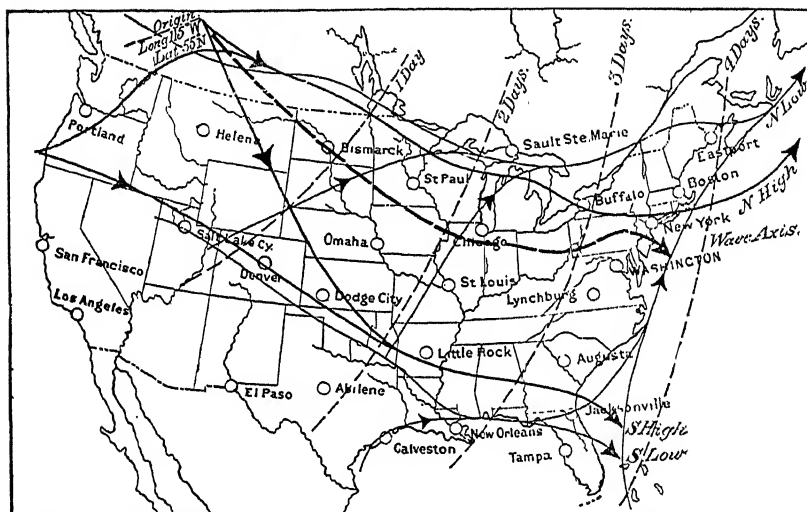 Origin.
Long 115° W
Lat. 55 N
1 Day
2 Days.
3 Days.
4 Days.
Portland
Helena
Bismarck
Sault Ste. Marie
N Low
Eastport
St Paul
Buffalo
Boston
N High
New York
Salt Lake Cy.
Omaha
Chicago
Wave Axis.
San Francisco
Denver
WASHINGTON
St Louis
Los Angeles
Dodge City
Lynchburg
Little Rock
Augusta
El Paso
Abilene
Jacksonville
S High
New Orleans
Galveston
Tampa
S. Low